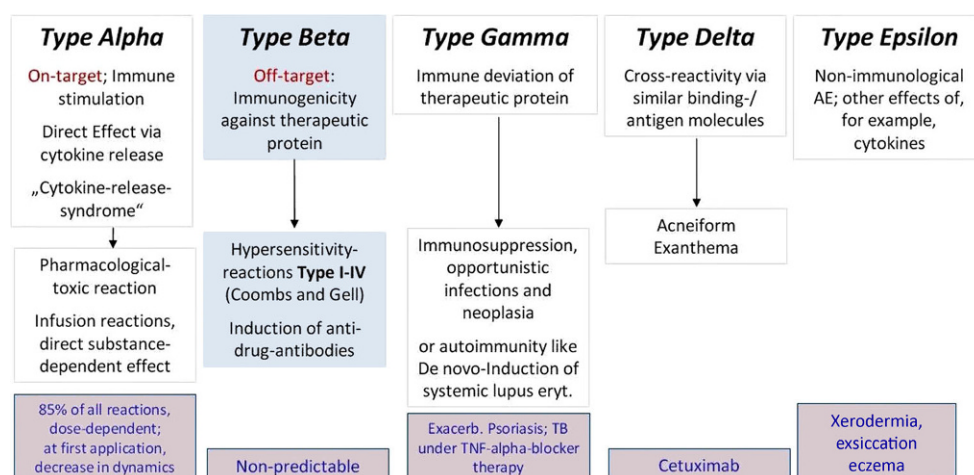 Type Alpha
On-target; Immune
stimulation
Direct Effect via
cytokine release
„Cytokine-release-
syndrome“
Pharmacological-
toxic reaction
Infusion reactions,
direct substance-
dependent effect
85% of all reactions,
dose-dependent;
at first application,
decrease in dynamics
Type Beta
Off-target:
Immunogenicity
against therapeutic
protein
Hypersensitivity-
reactions Type I-IV
(Coombs and Gell)
Induction of anti-
drug-antibodies
Non-predictable
Type Gamma
Immune deviation of
therapeutic protein
Immunosuppression,
opportunistic
infections and
neoplasia
or autoimmunity like
De novo-Induction of
systemic lupus eryt.
Exacerb. Psoriasis; TB
under TNF-alpha-blocker
therapy
Type Delta
Cross-reactivity via
similar binding-/
antigen molecules
Acneiform
Exanthema
Cetuximab
Type Epsilon
Non-immunological
AE; other effects of,
for example,
cytokines
Xerodermia,
exsiccation
eczema